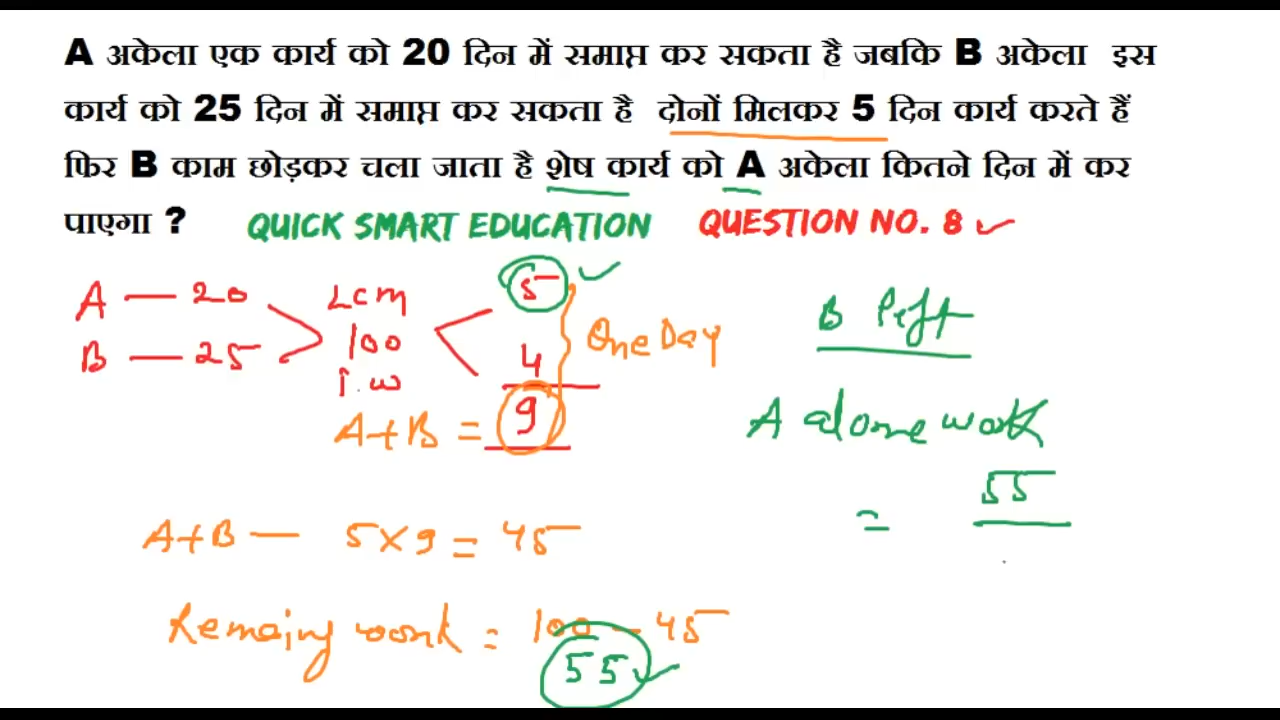 A अकेला एक कार्य को 20 दिन में समाप्त कर सकता है जबकि B अकेला इस
कार्य को 25 दिन में समाप्त कर सकता है दोनों मिलकर 5 दिन कार्य करते हैं
फिर B काम छोड़कर चला जाता है शेष कार्य को A अकेला कितने दिन में कर
पाएगा ?
QUICK SMART EDUCATION QUESTION NO. 8
A — 20
B — 25
Lcm
100
T.W
5
4
9
One Day
A+B =
A+B — 5×9 = 45
Remaing work = 100 - 45
55
B left
A alone work
= 55